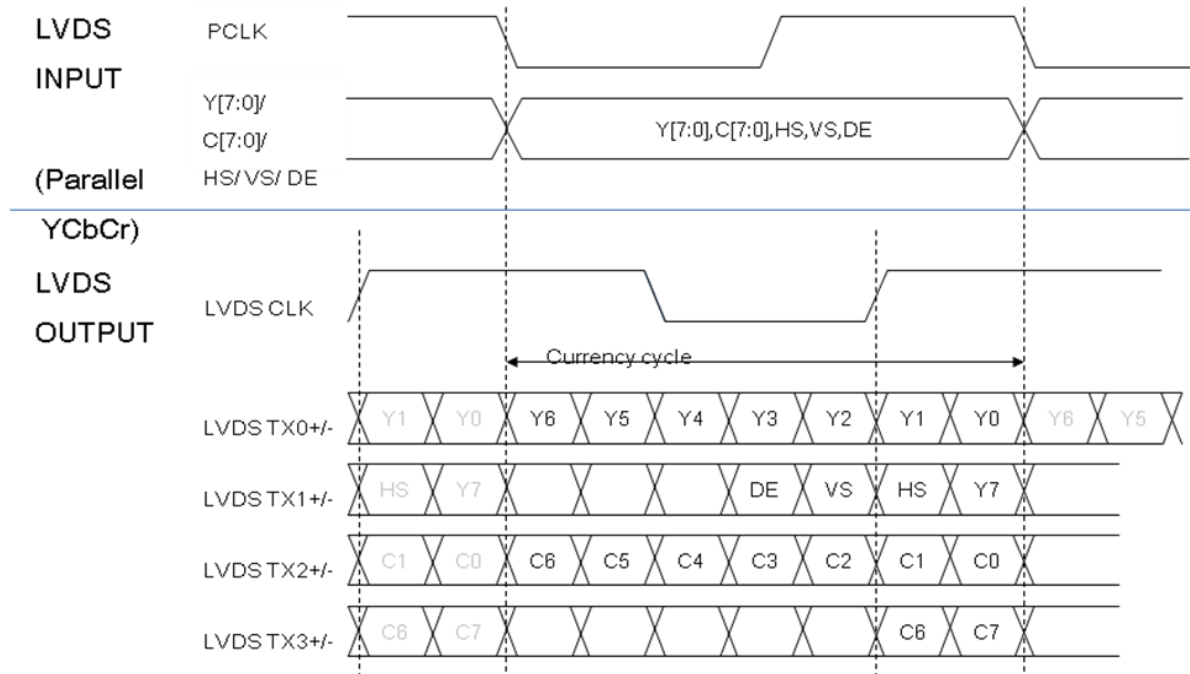 LVDS
INPUT
PCLK
Y[7:0]/
C[7:0]/
HS/ VS/ DE
Y[7:0],C[7:0],HS,VS,DE
(Parallel
YCbCr)
LVDS
OUTPUT
LVDS CLK
Currency cycle
LVDS TX0+/- Y1 Y0 Y6 Y5 Y4 Y3 Y2 Y1 Y0 Y6 Y5
LVDS TX1+/- HS Y7 DE VS HS Y7
LVDS TX2+/- C1 C0 C6 C5 C4 C3 C2 C1 C0
LVDS TX3+/- C6 C7 C6 C7